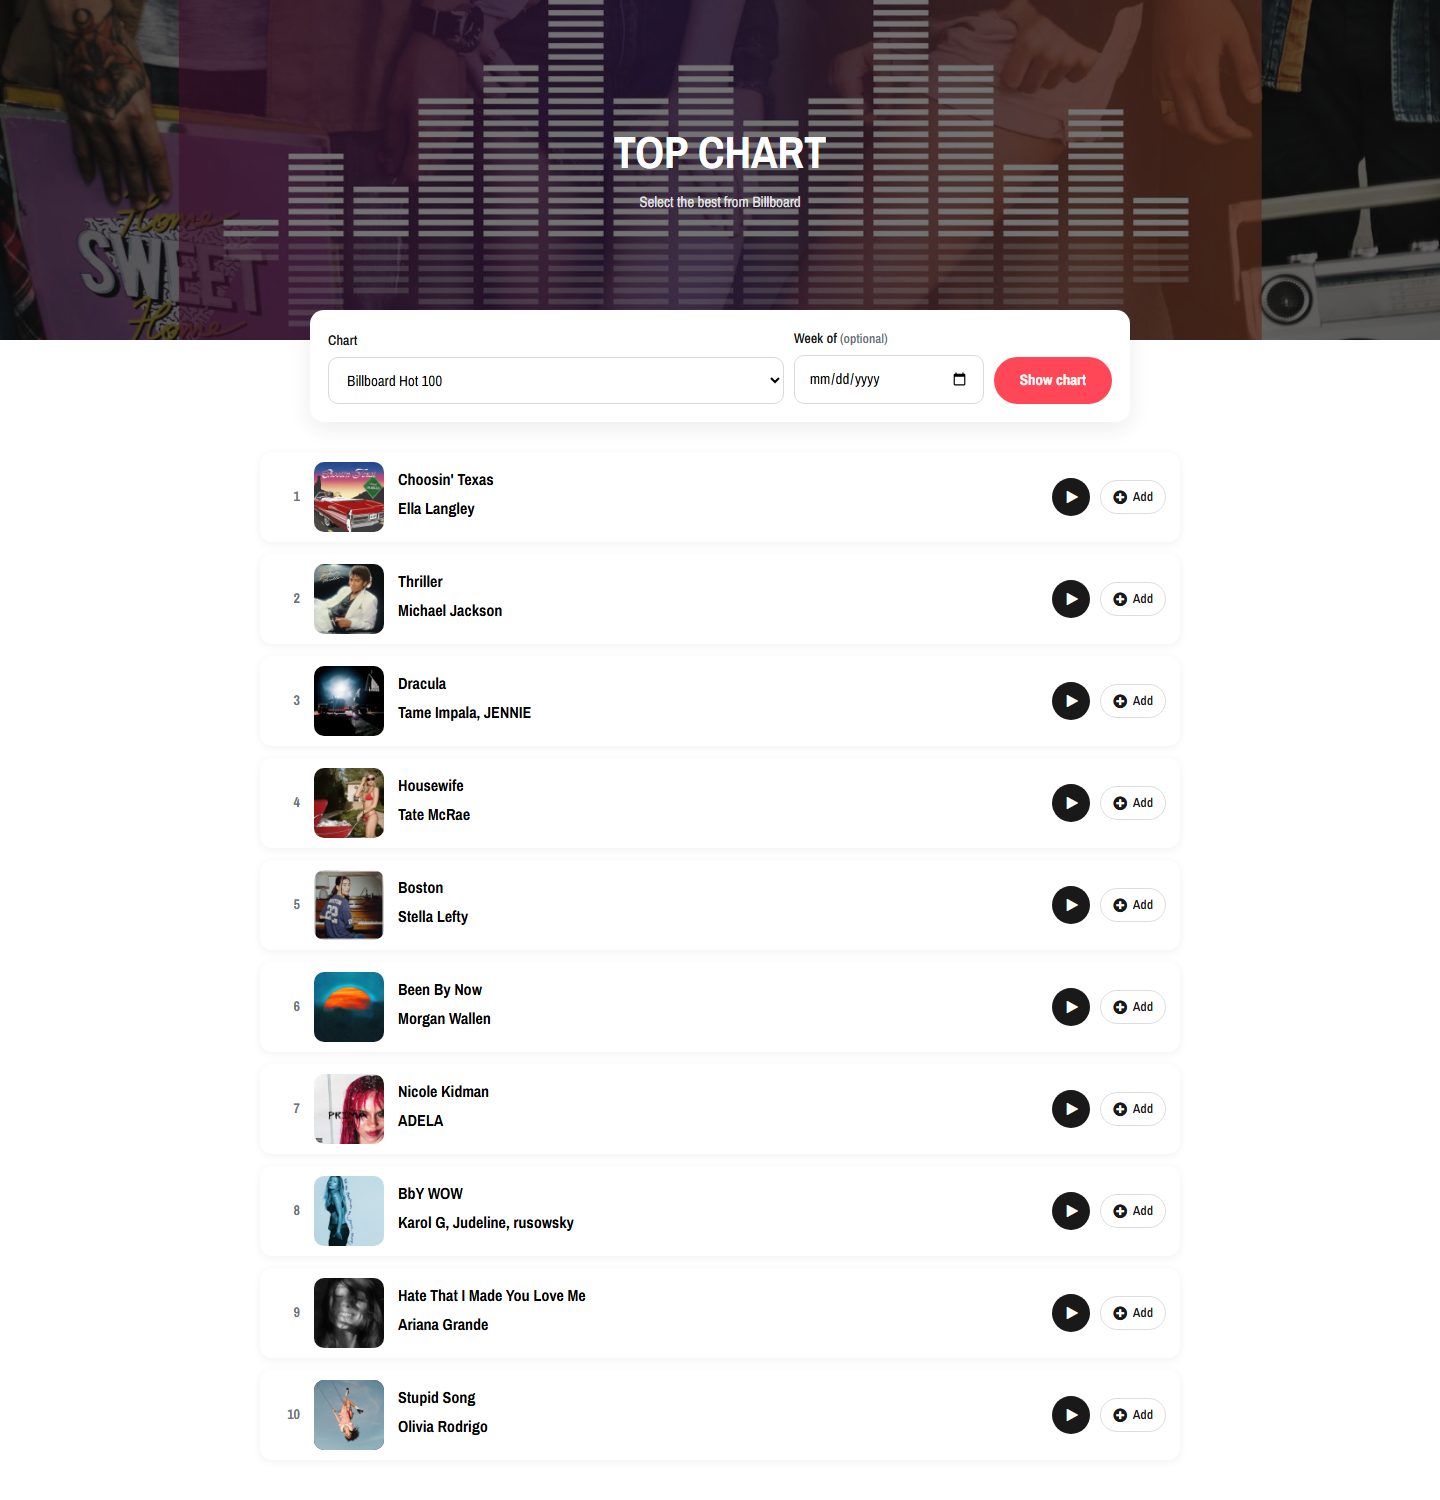 Home
SWEET
Home
TOP CHART
Select the best from Billboard
Chart
Week of (optional)
Billboard Hot 100
mm/dd/yyyy
Show chart
1
Choosin' Texas
Ella Langley
Add
2
Thriller
Michael Jackson
Add
3
Dracula
Tame Impala, JENNIE
Add
4
Housewife
Tate McRae
Add
5
Boston
Stella Lefty
Add
6
Been By Now
Morgan Wallen
Add
7
Nicole Kidman
ADELA
Add
8
BbY WOW
Karol G, Judeline, rusowsky
Add
9
Hate That I Made You Love Me
Ariana Grande
Add
10
Stupid Song
Olivia Rodrigo
Add